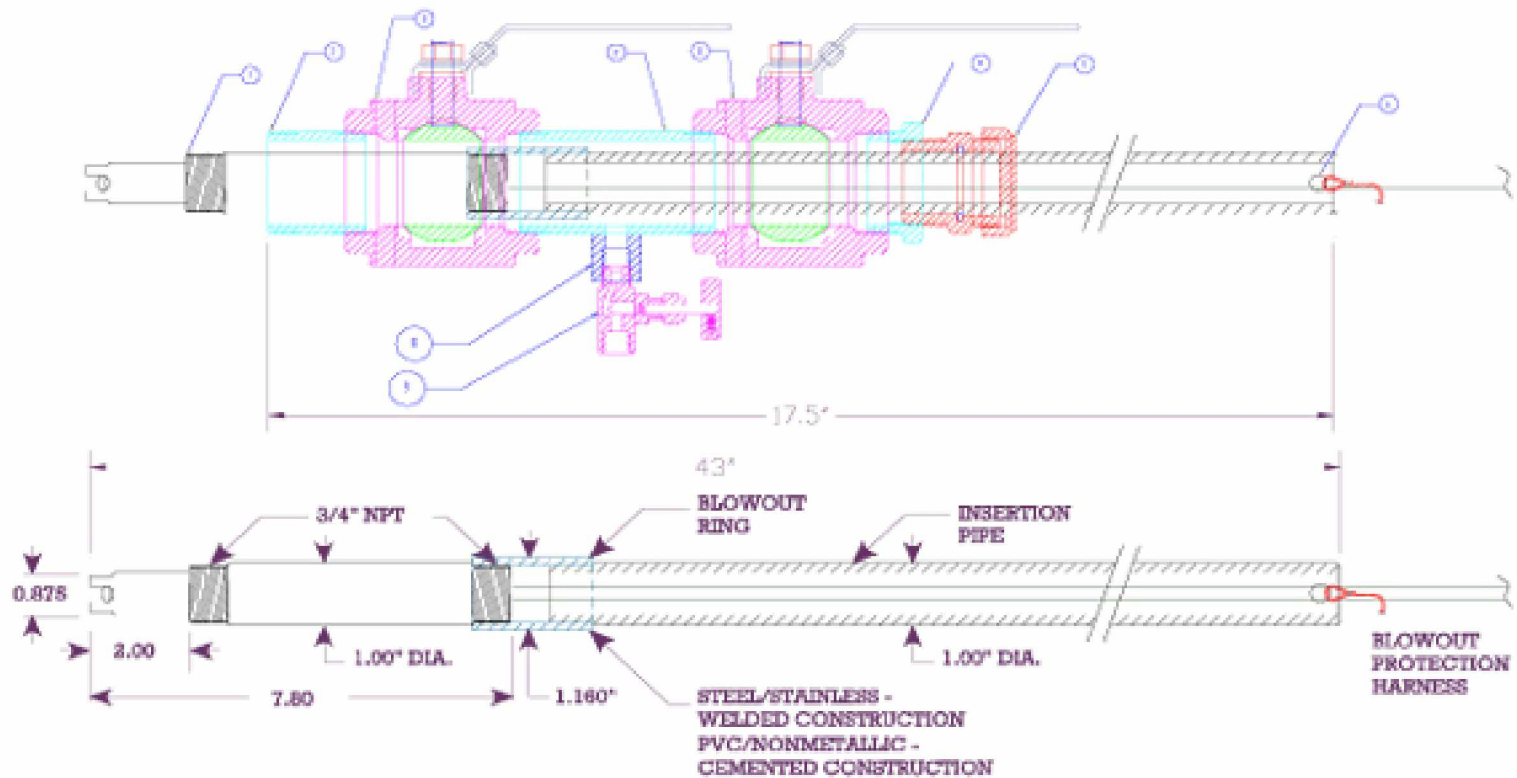 17.5"
43"
3/4" NPT
BLOWOUT
RING
INSERTION
PIPE
0.875
2.00
1.00" DIA.
7.80
1.160"
1.00" DIA.
STEEL/STAINLESS -
WELDED CONSTRUCTION
PVC/NONMETALLIC -
CEMENTED CONSTRUCTION
BLOWOUT
PROTECTION
HARNESS